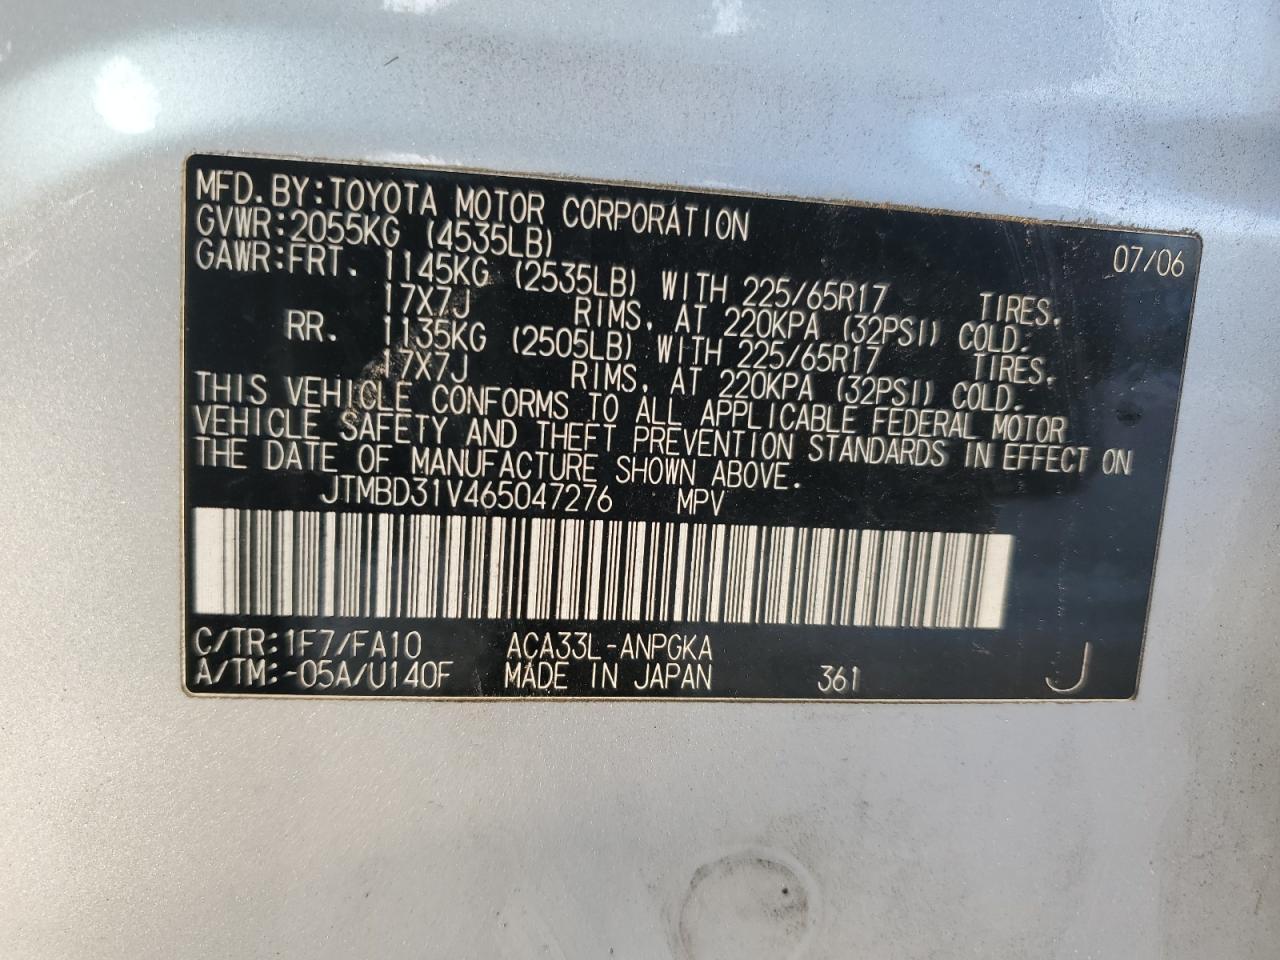 MFD. BY: TOYOTA MOTOR CORPORATION 07/06
GVWR: 2055KG (4535LB)
GAWR: FRT. 1145KG (2535LB) WITH 225/65R17 TIRES,
17X7J RIMS, AT 220KPA (32PSI) COLD.
RR. 1135KG (2505LB) WITH 225/65R17 TIRES,
17X7J RIMS, AT 220KPA (32PSI) COLD.
THIS VEHICLE CONFORMS TO ALL APPLICABLE FEDERAL MOTOR
VEHICLE SAFETY AND THEFT PREVENTION STANDARDS IN EFFECT ON
THE DATE OF MANUFACTURE SHOWN ABOVE.
JTMBD31V465047276 MPV
C/TR: 1F7/FA10 ACA33L-ANPGKA
A/TM: -05A/U140F MADE IN JAPAN 361 J